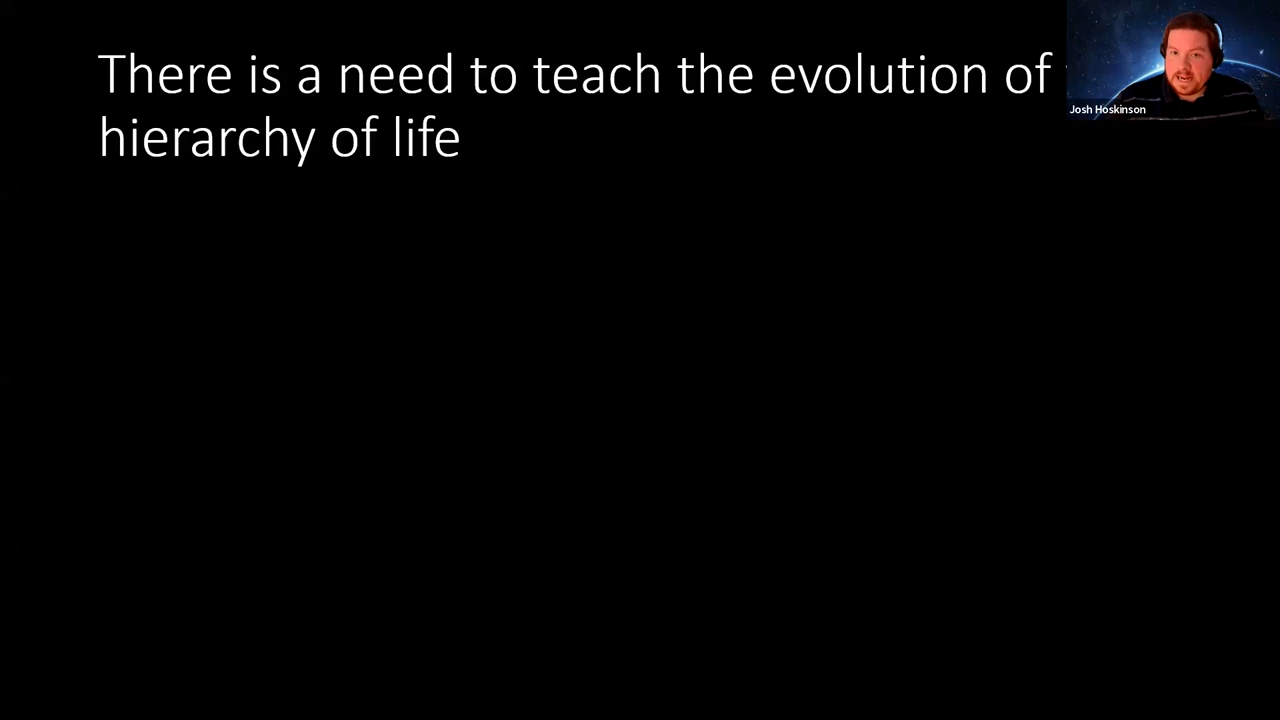 There is a need to teach the evolution of
hierarchy of life
Josh Hoskinson